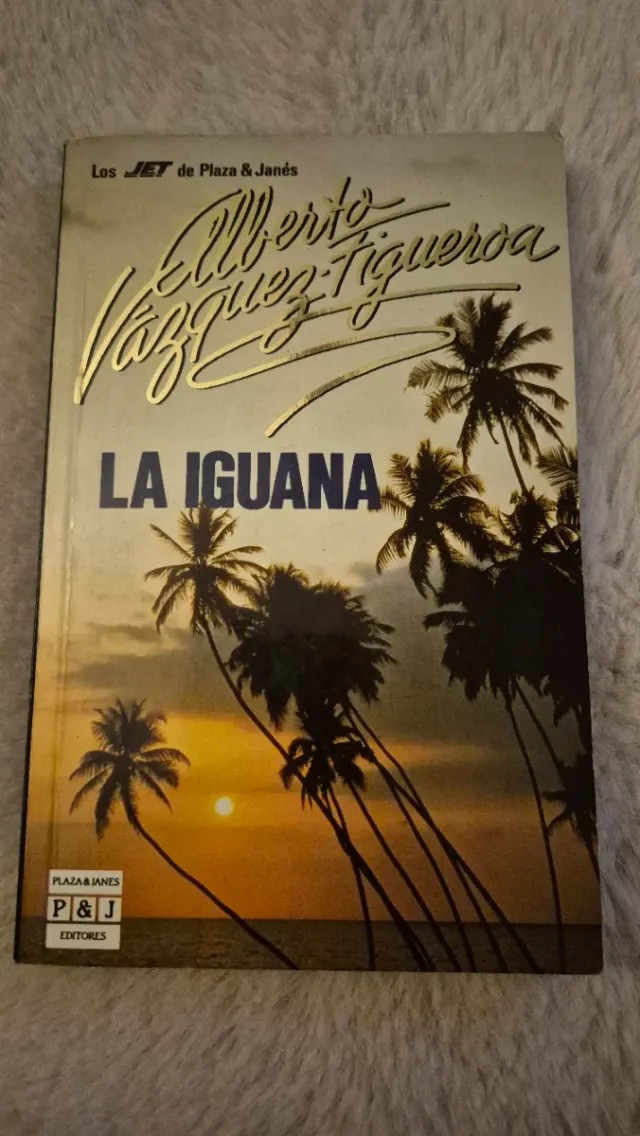 Los JET de Plaza & Janés
Alberto
Vázquez-Figueroa
LA IGUANA
PLAZA & JANES
P & J
EDITORES